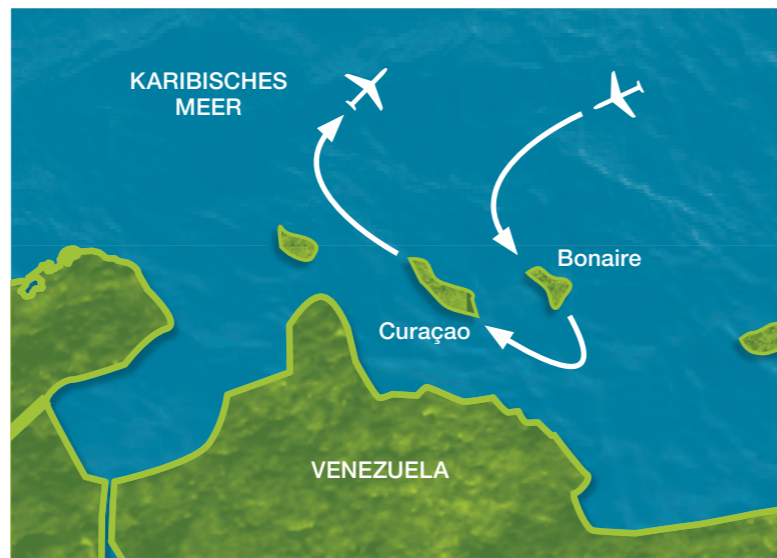 KARIBISCHES
MEER
Bonaire
Curaçao
VENEZUELA